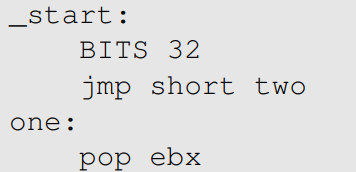 _start:
    BITS 32
    jmp short two
one:
    pop ebx